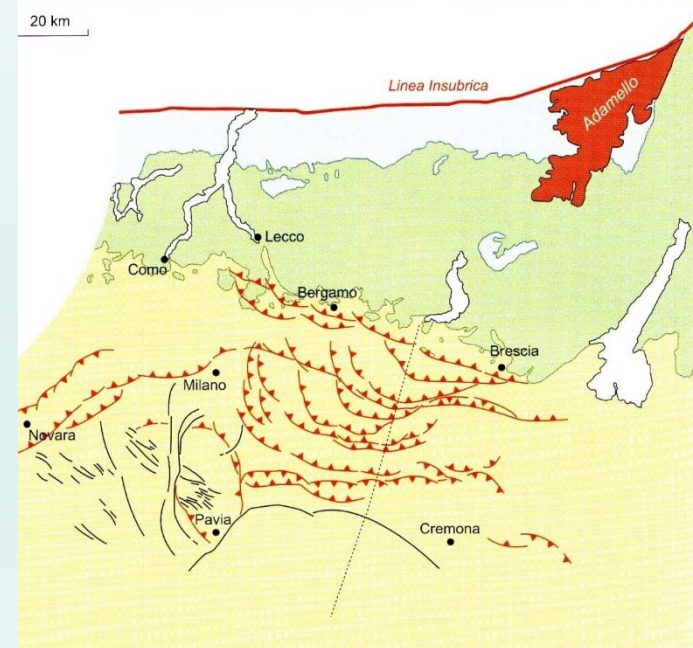 20 km
Linea Insubrica
Adamello
Lecco
Como
Bergamo
Brescia
Milano
Novara
Pavia
Cremona